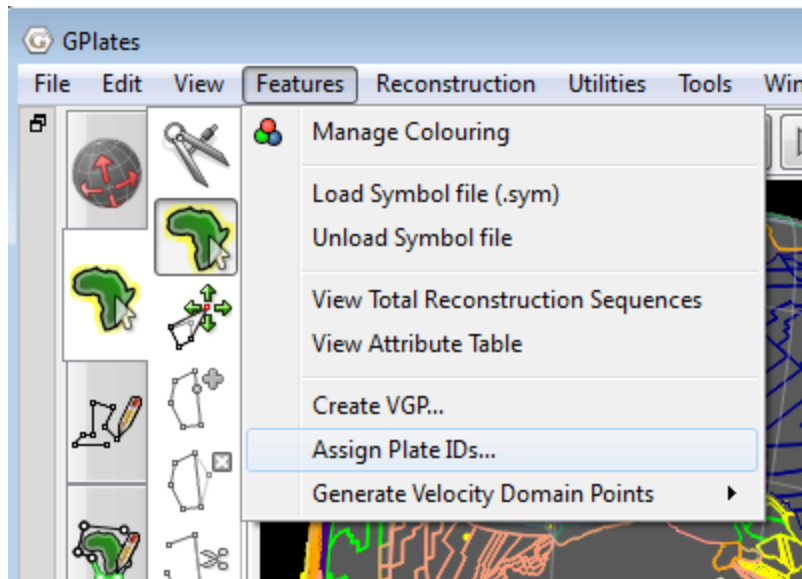 GPlates
File Edit View Features Reconstruction Utilities Tools
Manage Colouring
Load Symbol file (.sym)
Unload Symbol file
View Total Reconstruction Sequences
View Attribute Table
Create VGP...
Assign Plate IDs...
Generate Velocity Domain Points